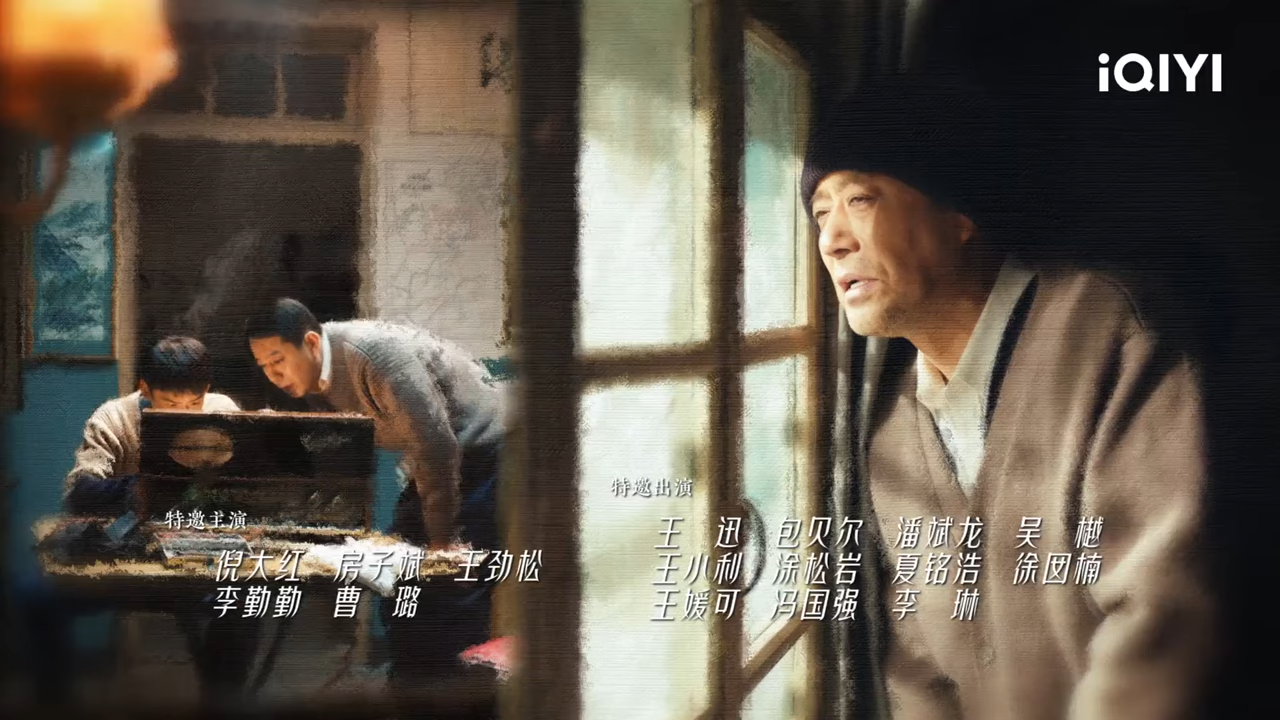 iQIYI
特邀主演
倪大红 房子斌 王劲松
李勤勤 曹 璐
特邀出演
王 迅 包贝尔 潘斌龙 吴 樾
王小利 涂松岩 夏铭浩 徐囡楠
王媛可 冯国强 李 琳